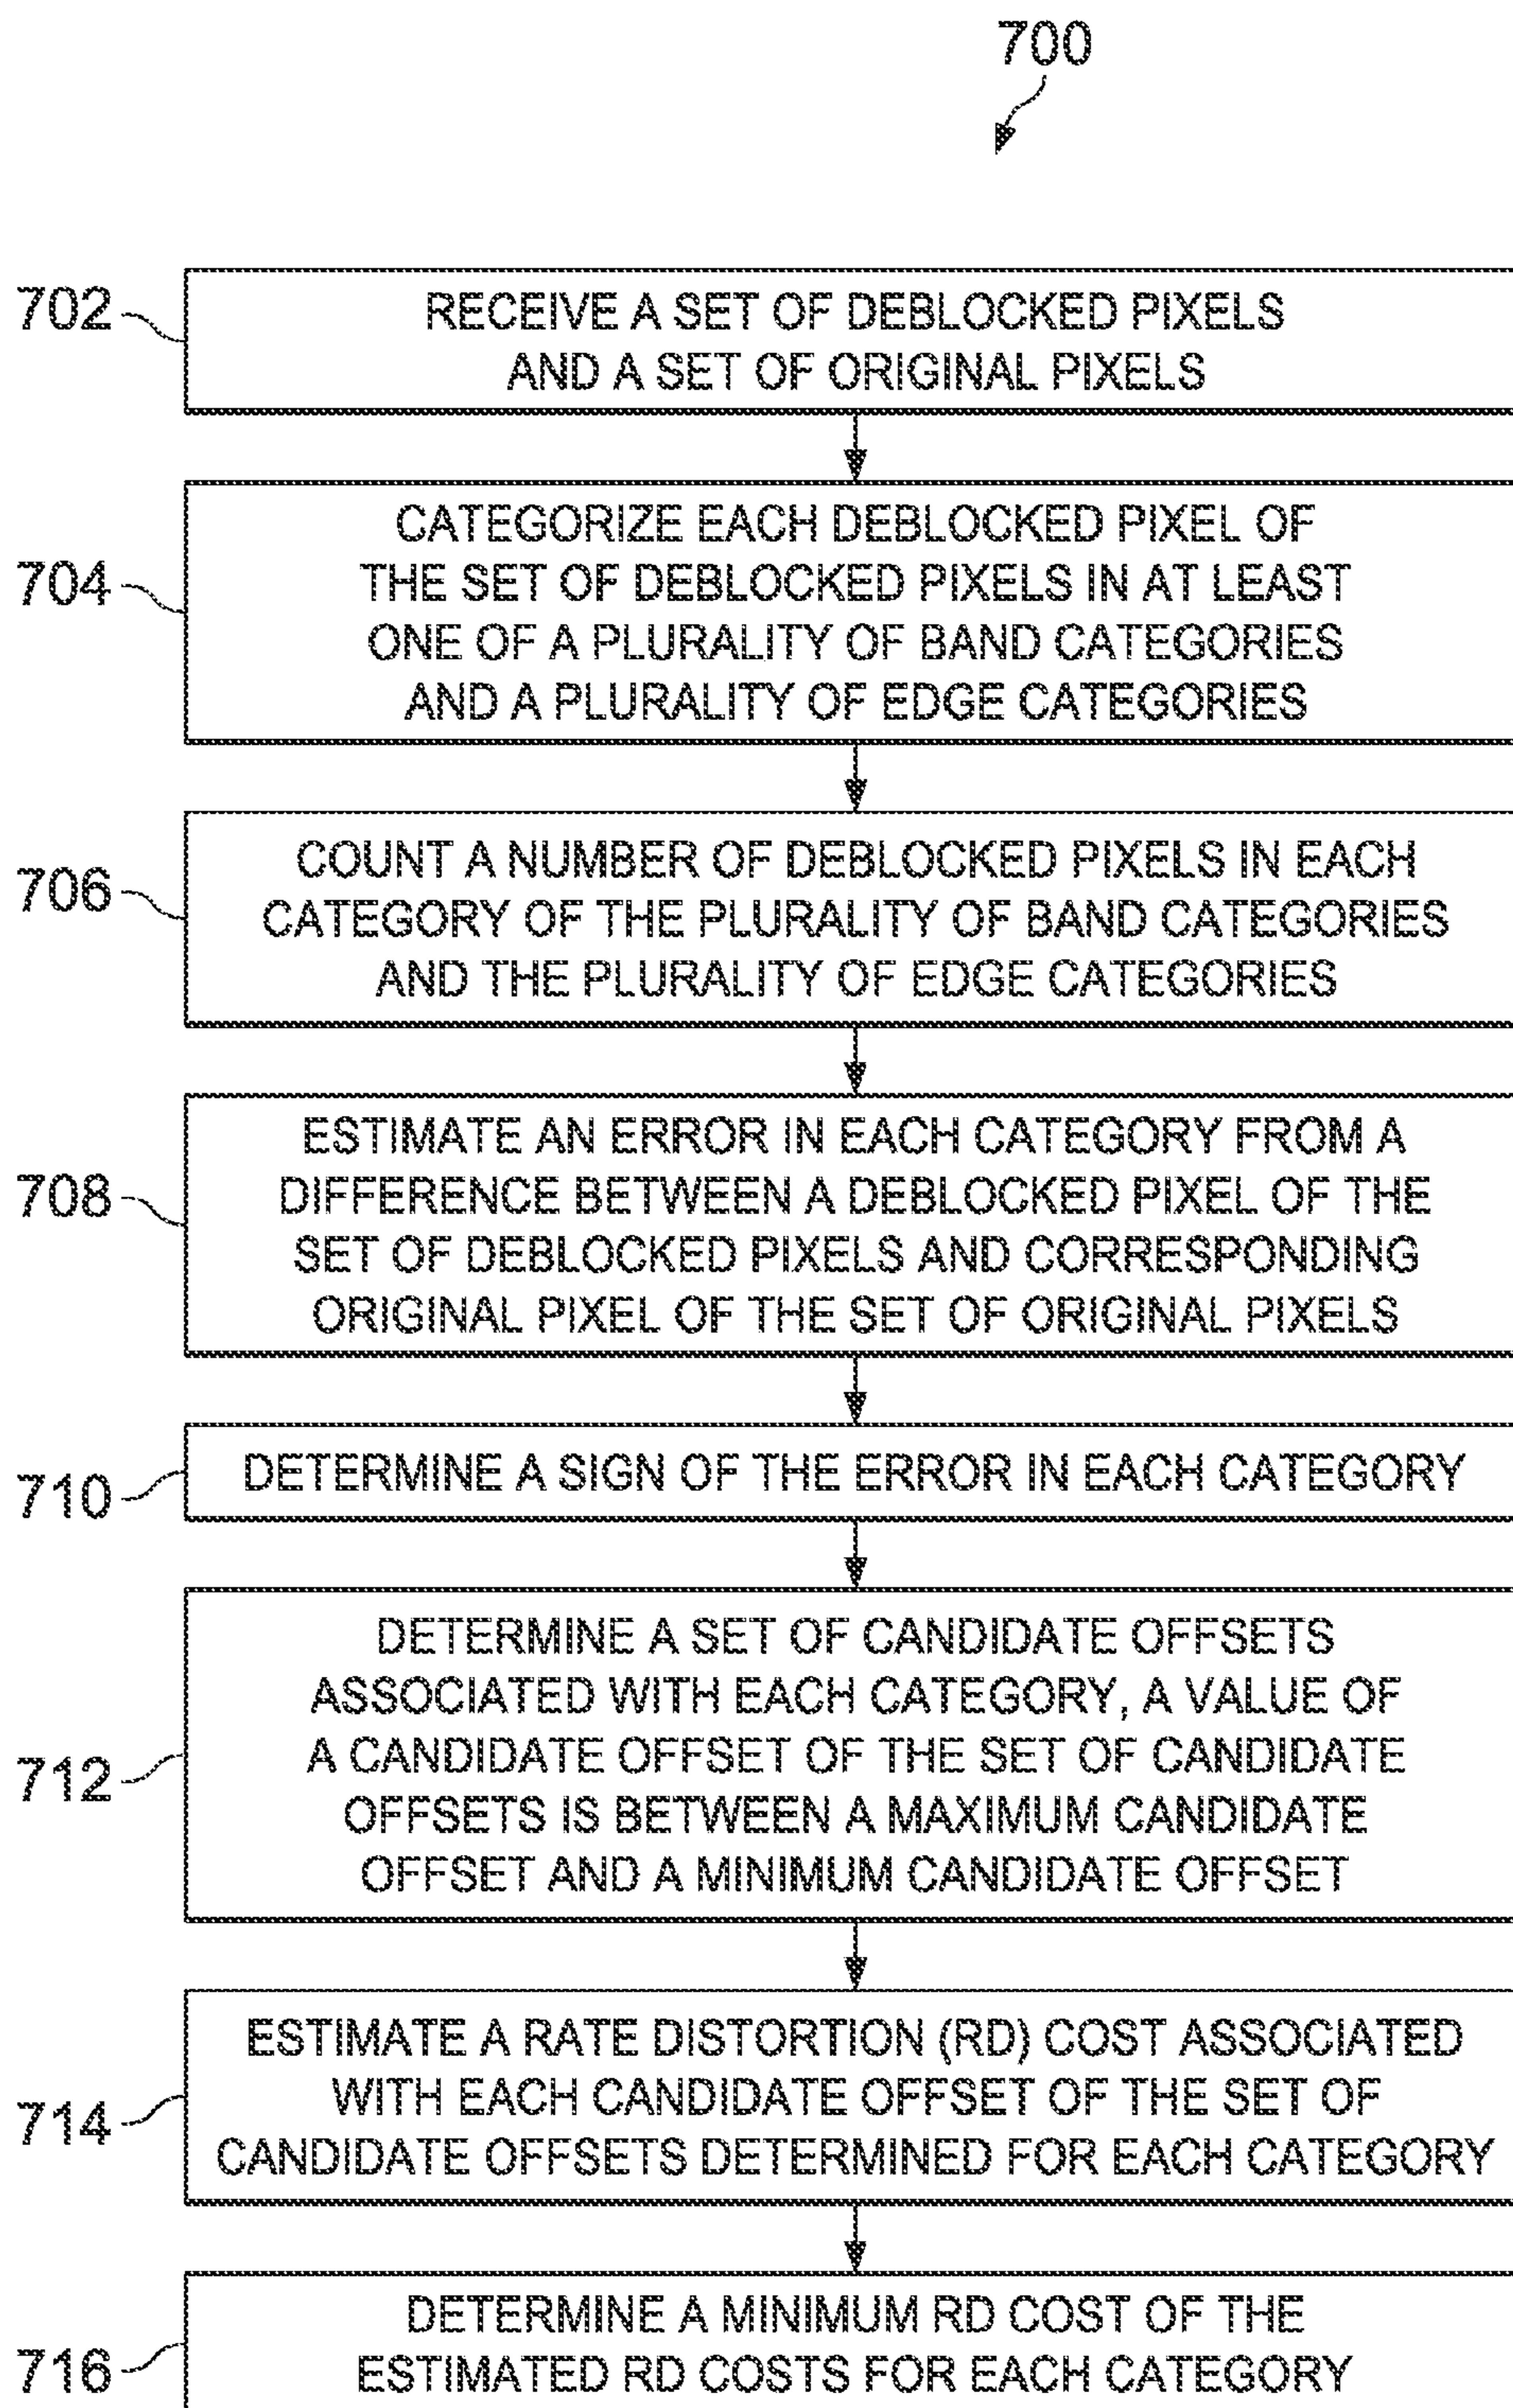 700
702
RECEIVE A SET OF DEBLOCKED PIXELS
AND A SET OF ORIGINAL PIXELS
704
CATEGORIZE EACH DEBLOCKED PIXEL OF
THE SET OF DEBLOCKED PIXELS IN AT LEAST
ONE OF A PLURALITY OF BAND CATEGORIES
AND A PLURALITY OF EDGE CATEGORIES
706
COUNT A NUMBER OF DEBLOCKED PIXELS IN EACH
CATEGORY OF THE PLURALITY OF BAND CATEGORIES
AND THE PLURALITY OF EDGE CATEGORIES
708
ESTIMATE AN ERROR IN EACH CATEGORY FROM A
DIFFERENCE BETWEEN A DEBLOCKED PIXEL OF THE
SET OF DEBLOCKED PIXELS AND CORRESPONDING
ORIGINAL PIXEL OF THE SET OF ORIGINAL PIXELS
710
DETERMINE A SIGN OF THE ERROR IN EACH CATEGORY
712
DETERMINE A SET OF CANDIDATE OFFSETS
ASSOCIATED WITH EACH CATEGORY, A VALUE OF
A CANDIDATE OFFSET OF THE SET OF CANDIDATE
OFFSETS IS BETWEEN A MAXIMUM CANDIDATE
OFFSET AND A MINIMUM CANDIDATE OFFSET
714
ESTIMATE A RATE DISTORTION (RD) COST ASSOCIATED
WITH EACH CANDIDATE OFFSET OF THE SET OF
CANDIDATE OFFSETS DETERMINED FOR EACH CATEGORY
716
DETERMINE A MINIMUM RD COST OF THE
ESTIMATED RD COSTS FOR EACH CATEGORY